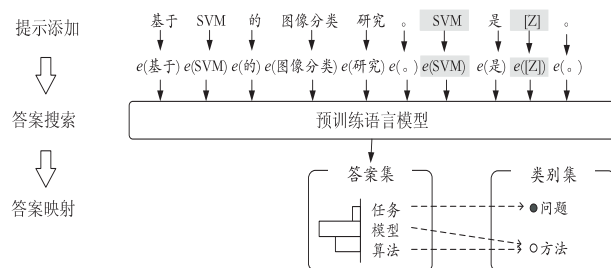 提示添加 基于 SVM 的 图像分类 研究 。 SVM 是 [Z] 。
e(基于) e(SVM) e(的) e(图像分类) e(研究) e(。) e(SVM) e(是) e([Z]) e(。)
答案搜索 预训练语言模型
答案集 类别集
答案映射 任务 问题
模型
算法 方法